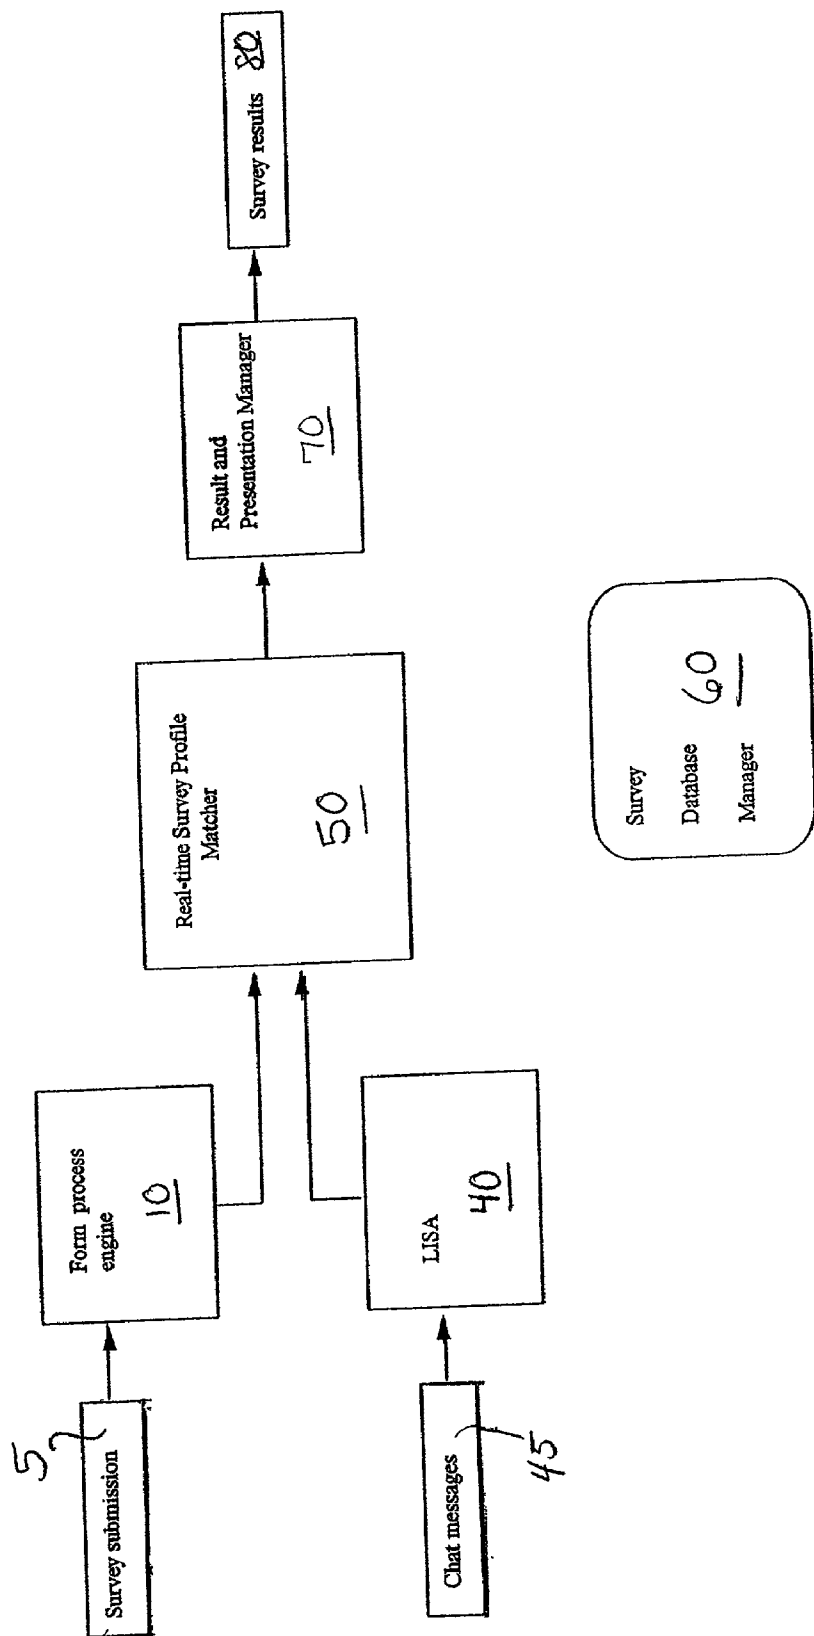 5
Survey submission
Form process
engine
10
Chat messages
45
LISA
40
Real-time Survey Profile
Matcher
50
Result and
Presentation Manager
70
Survey results 80
Survey
Database 60
Manager